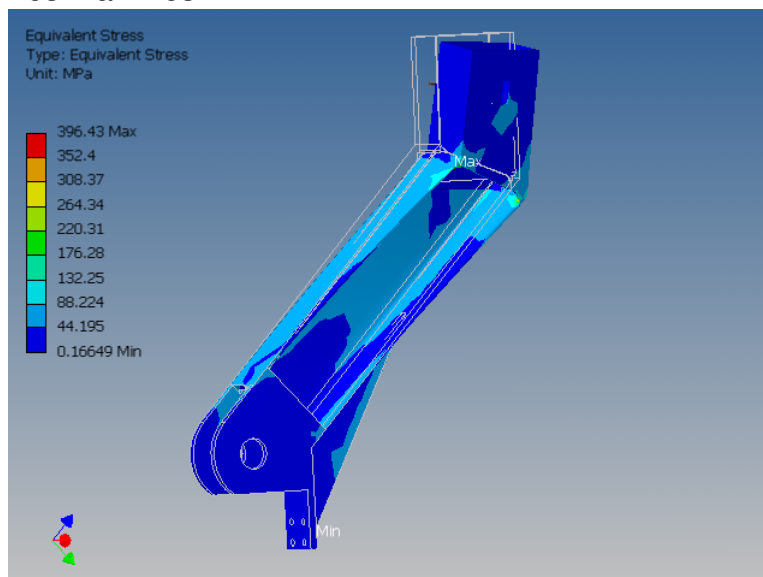 Equivalent Stress
Type: Equivalent Stress
Unit: MPa
396.43 Max
352.4
308.37
264.34
220.31
176.28
132.25
88.224
44.195
0.16649 Min
Max
Min